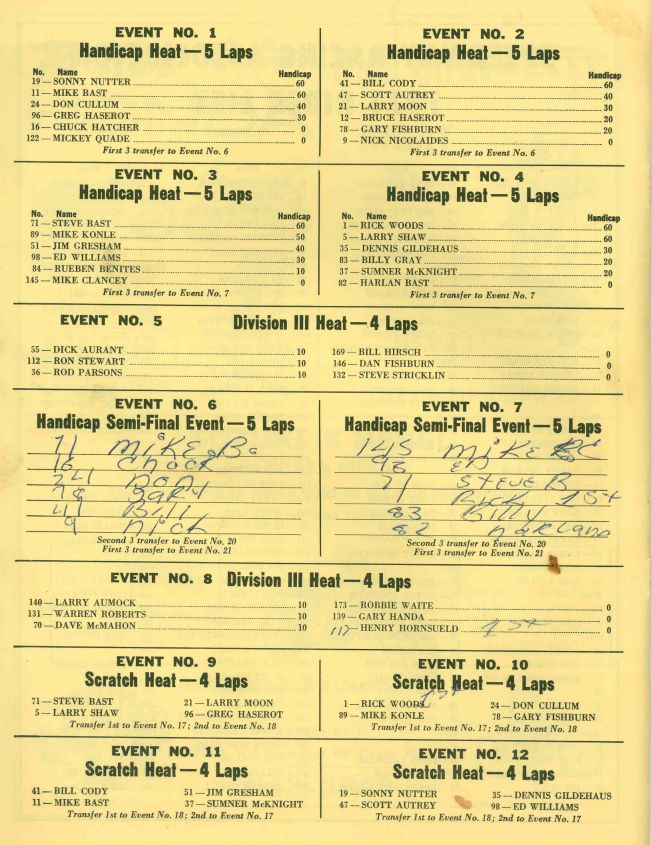 EVENT NO. 1
Handicap Heat — 5 Laps
No. Name Handicap
19 — SONNY NUTTER 60
11 — MIKE BAST 60
24 — DON CULLUM 40
96 — GREG HASEROT 30
16 — CHUCK HATCHER 0
122 — MICKEY QUADE 0
First 3 transfer to Event No. 6
EVENT NO. 2
Handicap Heat — 5 Laps
No. Name Handicap
41 — BILL CODY 60
47 — SCOTT AUTREY 40
21 — LARRY MOON 30
12 — BRUCE HASEROT 20
78 — GARY FISHBURN 20
9 — NICK NICOLAIDES 0
First 3 transfer to Event No. 6
EVENT NO. 3
Handicap Heat — 5 Laps
No. Name Handicap
71 — STEVE BAST 60
89 — MIKE KONLE 50
51 — JIM GRESHAM 40
98 — ED WILLIAMS 30
84 — RUEBEN BENITES 10
145 — MIKE CLANCEY 0
First 3 transfer to Event No. 7
EVENT NO. 4
Handicap Heat — 5 Laps
No. Name Handicap
1 — RICK WOODS 60
5 — LARRY SHAW 60
35 — DENNIS GILDEHAUS 30
83 — BILLY GRAY 20
37 — SUMNER McKNIGHT 20
82 — HARLAN BAST 0
First 3 transfer to Event No. 7
EVENT NO. 5 Division III Heat — 4 Laps
55 — DICK AURANT 10
112 — RON STEWART 10
36 — ROD PARSONS 10
169 — BILL HIRSCH 0
146 — DAN FISHBURN 0
132 — STEVE STRICKLIN 0
EVENT NO. 6
Handicap Semi-Final Event — 5 Laps
11 MiKE B
16 Chuck
24 DON
78 GARY
41 Bill
9 Nick
Second 3 transfer to Event No. 20
First 3 transfer to Event No. 21
EVENT NO. 7
Handicap Semi-Final Event — 5 Laps
145 MiKE C
98 ED
71 STEVE B
1 Rick 1st
83 Billy
82 HARLAND
Second 3 transfer to Event No. 20
First 3 transfer to Event No. 21
EVENT NO. 8 Division III Heat — 4 Laps
140 — LARRY AUMOCK 10
131 — WARREN ROBERTS 10
70 — DAVE McMAHON 10
173 — ROBBIE WAITE 0
139 — GARY HANDA 0
117 HENRY HORNSUELD 1st 0
EVENT NO. 9
Scratch Heat — 4 Laps
71 — STEVE BAST 21 — LARRY MOON
5 — LARRY SHAW 96 — GREG HASEROT
Transfer 1st to Event No. 17; 2nd to Event No. 18
EVENT NO. 10
Scratch Heat — 4 Laps
1 — RICK WOODS 1st 24 — DON CULLUM
89 — MIKE KONLE 78 — GARY FISHBURN
Transfer 1st to Event No. 17; 2nd to No. 18
EVENT NO. 11
Scratch Heat — 4 Laps
41 — BILL CODY 51 — JIM GRESHAM
11 — MIKE BAST 37 — SUMNER McKNIGHT
Transfer 1st to Event No. 18; 2nd to Event No. 17
EVENT NO. 12
Scratch Heat — 4 Laps
19 — SONNY NUTTER 35 — DENNIS GILDEHAUS
47 — SCOTT AUTREY 98 — ED WILLIAMS
Transfer 1st to Event No. 18; 2nd to Event No. 17